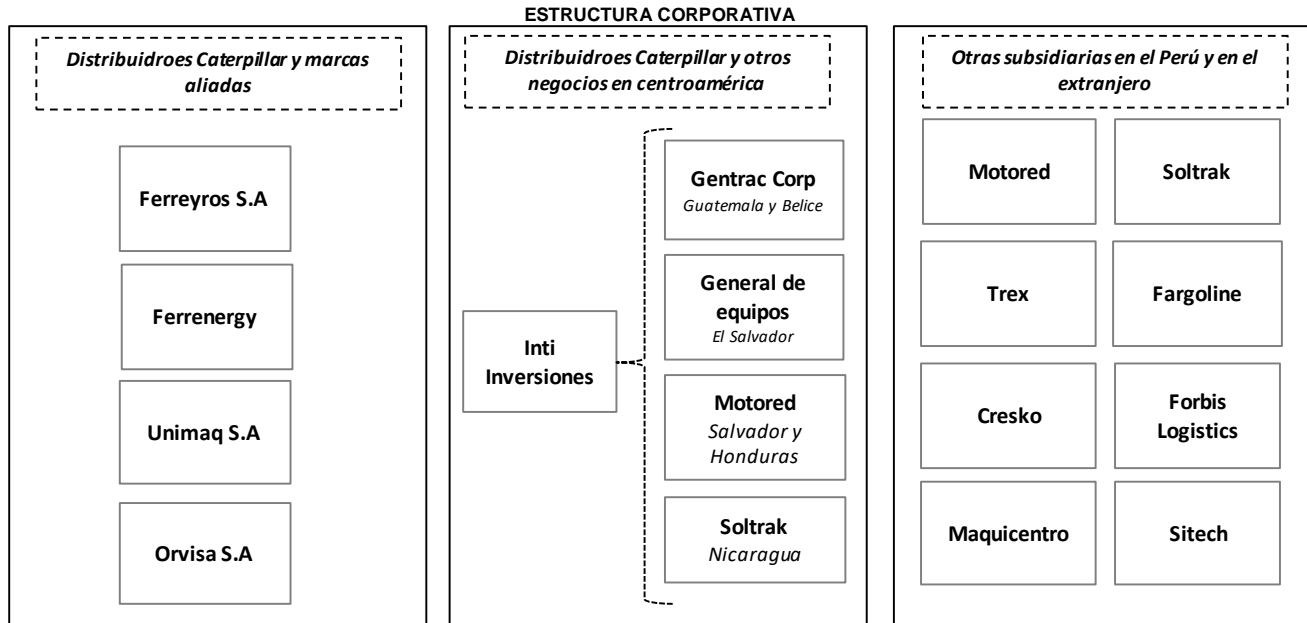 ESTRUCTURA CORPORATIVA
Distribuidroes Caterpillar y marcas
aliadas
Ferreyros S.A
Ferrenergy
Unimaq S.A
Orvisa S.A
Distribuidroes Caterpillar y otros
negocios en centroamérica
Inti
Inversiones
Gentrac Corp
Guatemala y Belice
General de
equipos
El Salvador
Motored
Salvador y
Honduras
Soltrak
Nicaragua
Otras subsidiarias en el Perú y en el
extranjero
Motored
Soltrak
Trex
Fargoline
Cresko
Forbis
Logistics
Maquicentro
Sitech